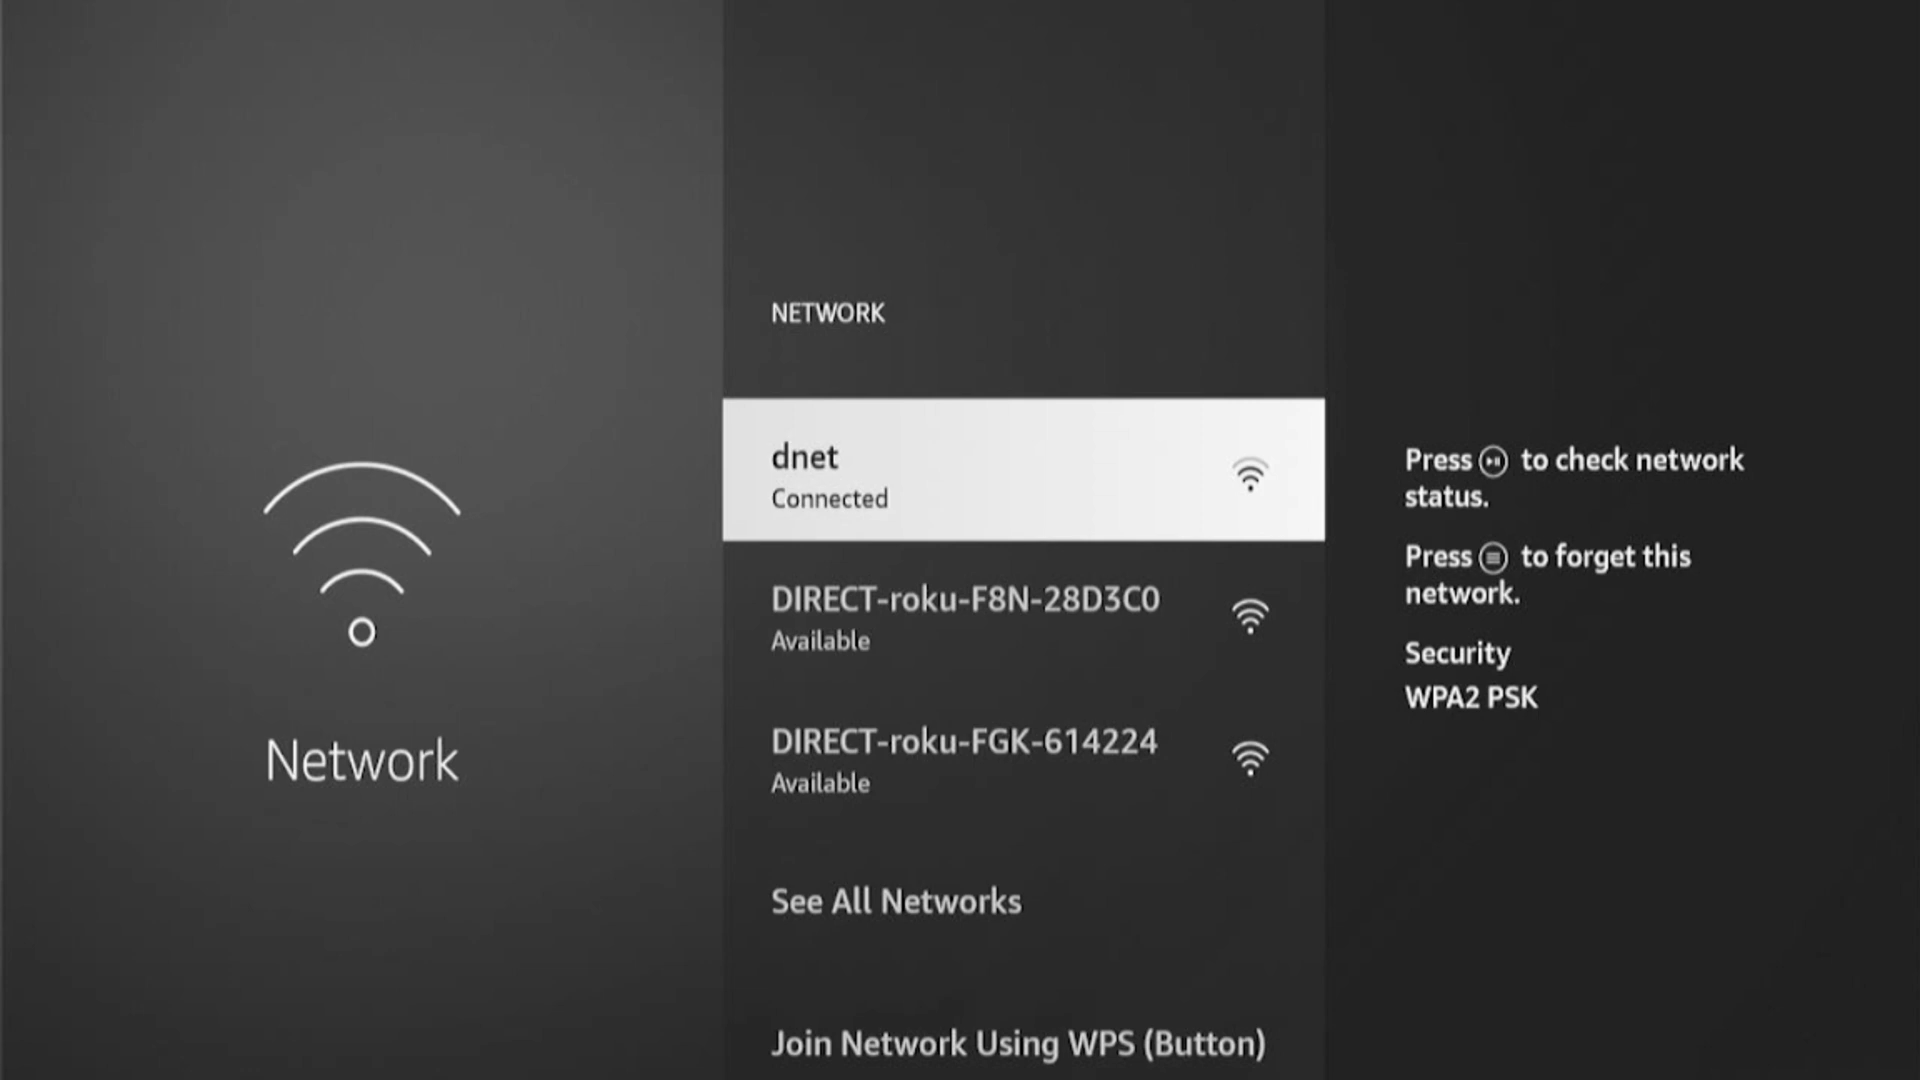 Network
NETWORK
dnet
Connected
DIRECT-roku-F8N-28D3C0
Available
DIRECT-roku-FGK-614224
Available
See All Networks
Join Network Using WPS (Button)
Press to check network
status.
Press to forget this
network.
Security
WPA2 PSK